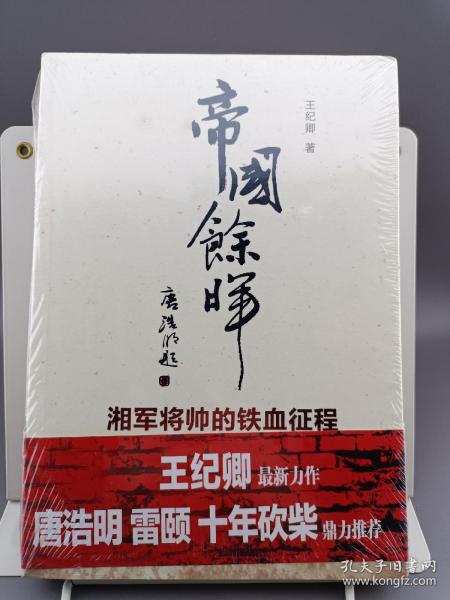 王纪卿 著
帝國餘暉
唐浩明题
湘军将帅的铁血征程
王纪卿 最新力作
唐浩明 雷颐 十年砍柴 鼎力推荐
孔夫子旧书网
www.kongfz.com